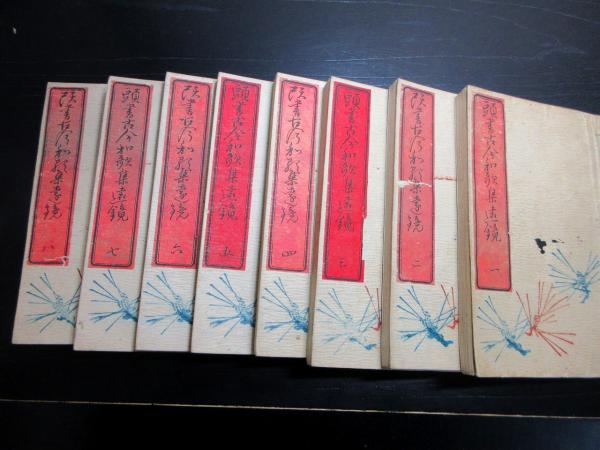 頭書古今和歌集遠鏡 一
頭書古今和歌集遠鏡 二
頭書古今和歌集遠鏡 三
頭書古今和歌集遠鏡 四
頭書古今和歌集遠鏡 五
頭書古今和歌集遠鏡 六
頭書古今和歌集遠鏡 七
頭書古今和歌集遠鏡 八